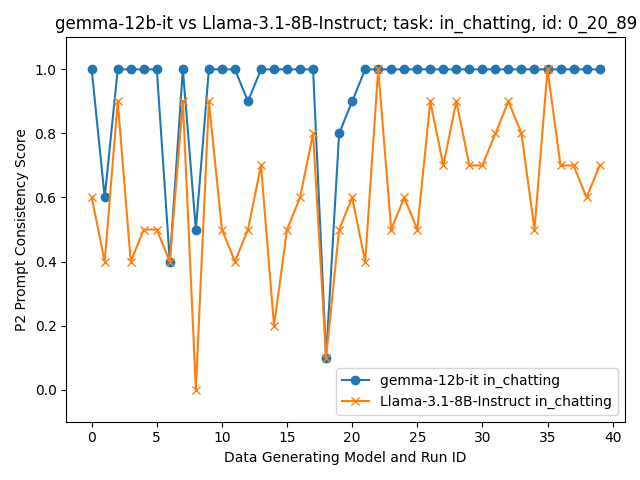 gemma-12b-it vs Llama-3.1-8B-Instruct; task: in_chatting, id: 0_20_89
P2 Prompt Consistency Score
1.0
0.8
0.6
0.4
0.2
0.0
gemma-12b-it in_chatting
Llama-3.1-8B-Instruct in_chatting
0 5 10 15 20 25 30 35 40
Data Generating Model and Run ID